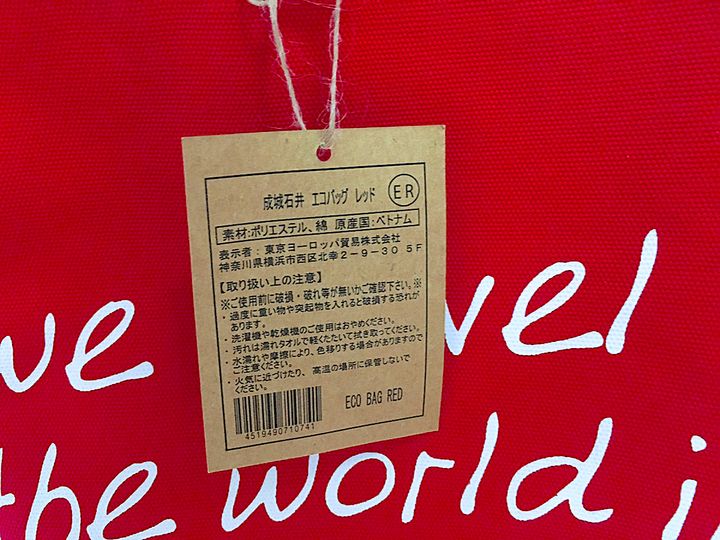 成城石井 エコバッグ レッド ER
素材:ポリエステル、綿 原産国:ベトナム
表示者：東京ヨーロッパ貿易株式会社
神奈川県横浜市西区北幸2-9-30 5F
【取り扱い上の注意】
※ご使用前に破損・破れ等が無いかご確認下さい。※
・過度に重い物や突起物を入れると破損する恐れが
あります。
・洗濯機や乾燥機のご使用はおやめください。
・汚れは濡れタオルで軽くたたいて拭き取ってください。
・水濡れや摩擦により、色移りする場合がありますので
ご注意ください。
・火気に近づけたり、高温の場所に保管しないで
ください。
4519490710741
ECO BAG RED
we vel
the world i